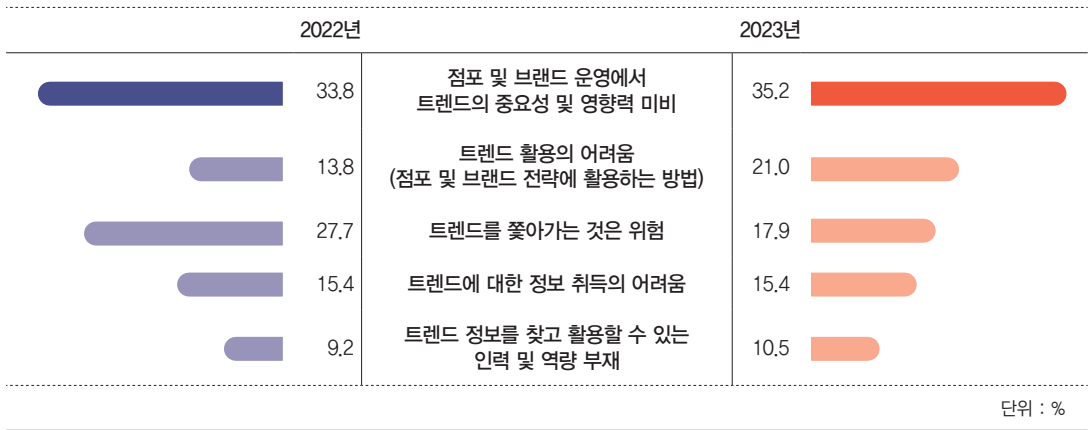 2022년 2023년
33.8 점포 및 브랜드 운영에서 35.2
트렌드의 중요성 및 영향력 미비
13.8 트렌드 활용의 어려움 21.0
(점포 및 브랜드 전략에 활용하는 방법)
27.7 트렌드를 쫓아가는 것은 위험 17.9
15.4 트렌드에 대한 정보 취득의 어려움 15.4
9.2 트렌드 정보를 찾고 활용할 수 있는 10.5
인력 및 역량 부재
단위 : %